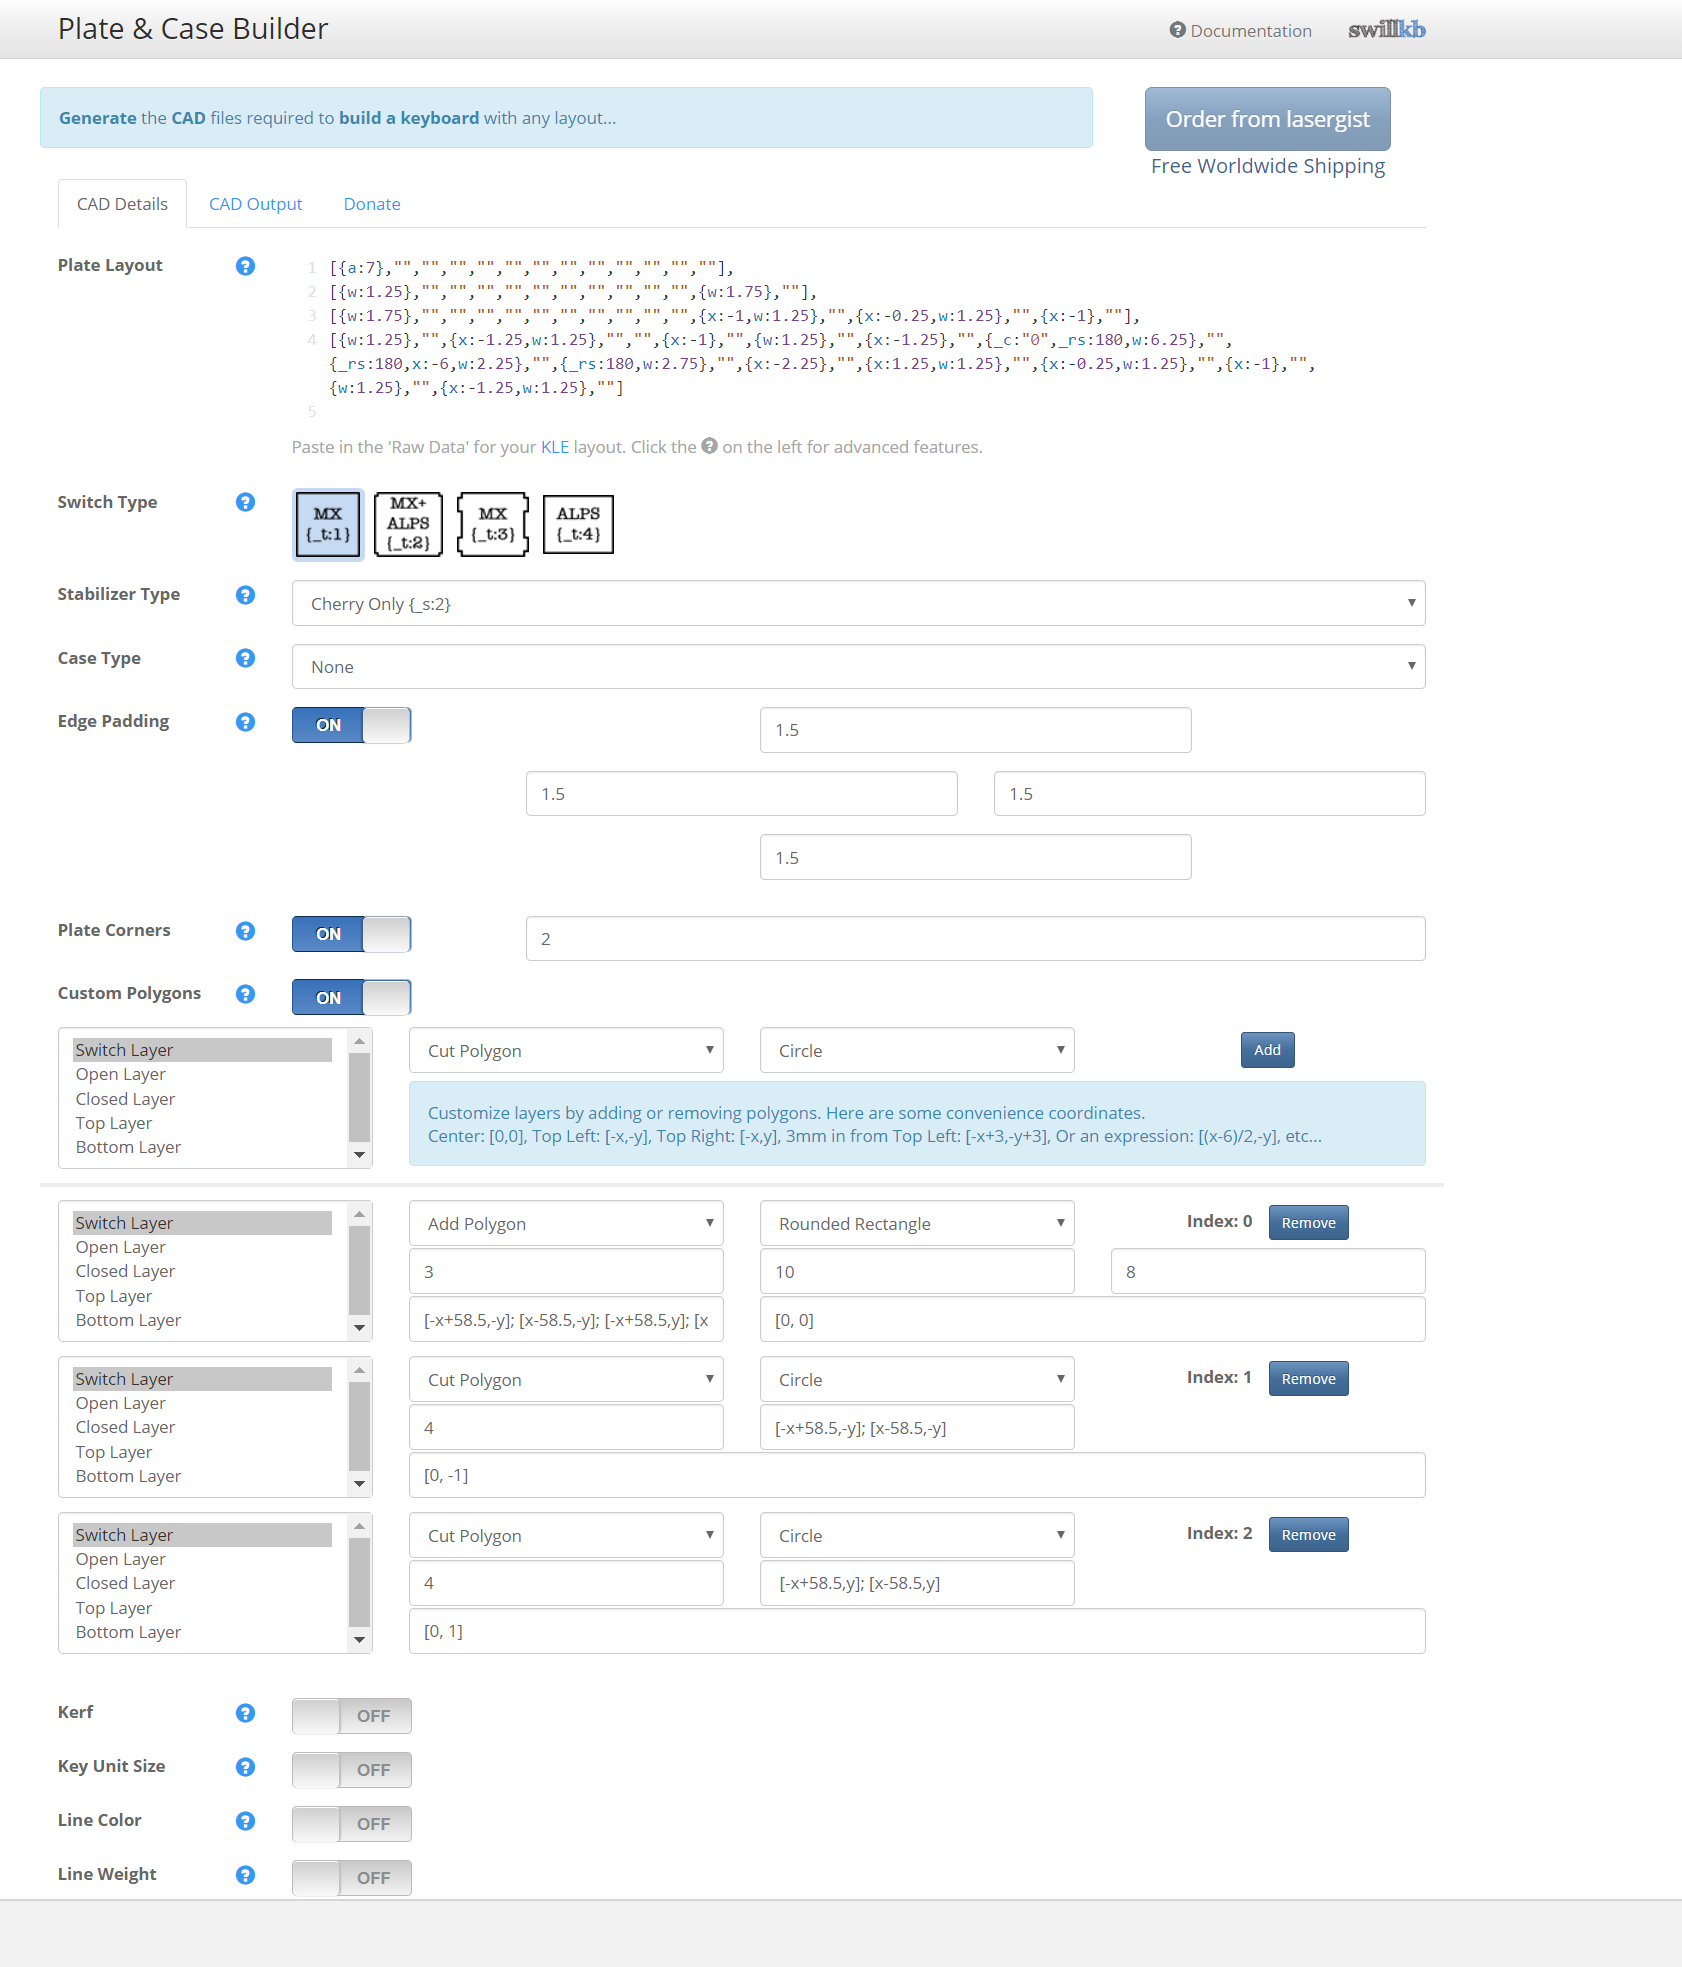 Plate & Case Builder
Documentation
swillkb
Generate the CAD files required to build a keyboard with any layout...
Order from lasergist
Free Worldwide Shipping
CAD Details
CAD Output
Donate
Plate Layout
1 [{a:7},"","","","","","","","","","","",""],
2 [{w:1.25},"","","","","","","","","","",{w:1.75},""],
3 [{w:1.75},"","","","","","","","","","",{x:-1,w:1.25},"",{x:-0.25,w:1.25},"",{x:-1},""],
4 [{w:1.25},"",{x:-1.25,w:1.25},"","",{x:-1},"",{w:1.25},"",{x:-1.25},"",{_c:"0",_rs:180,w:6.25},"",
{_rs:180,x:-6,w:2.25},"",{_rs:180,w:2.75},"",{x:-2.25},"",{x:1.25,w:1.25},"",{x:-0.25,w:1.25},"",{x:-1},"",
{w:1.25},"",{x:-1.25,w:1.25},""]
5
Paste in the 'Raw Data' for your KLE layout. Click the ? on the left for advanced features.
Switch Type
MX {_t:1}
MX+ ALPS {_t:2}
MX {_t:3}
ALPS {_t:4}
Stabilizer Type
Cherry Only {_s:2}
Case Type
None
Edge Padding
ON
1.5
1.5
1.5
1.5
Plate Corners
ON
2
Custom Polygons
ON
Switch Layer
Open Layer
Closed Layer
Top Layer
Bottom Layer
Cut Polygon
Circle
Add
Customize layers by adding or removing polygons. Here are some convenience coordinates.
Center: [0,0], Top Left: [-x,-y], Top Right: [-x,y], 3mm in from Top Left: [-x+3,-y+3], Or an expression: [(x-6)/2,-y], etc...
Switch Layer
Open Layer
Closed Layer
Top Layer
Bottom Layer
Add Polygon
Rounded Rectangle
Index: 0
Remove
3
10
8
[-x+58.5,-y]; [x-58.5,-y]; [-x+58.5,y]; [x
[0, 0]
Switch Layer
Open Layer
Closed Layer
Top Layer
Bottom Layer
Cut Polygon
Circle
Index: 1
Remove
4
[-x+58.5,-y]; [x-58.5,-y]
[0, -1]
Switch Layer
Open Layer
Closed Layer
Top Layer
Bottom Layer
Cut Polygon
Circle
Index: 2
Remove
4
[-x+58.5,y]; [x-58.5,y]
[0, 1]
Kerf
OFF
Key Unit Size
OFF
Line Color
OFF
Line Weight
OFF